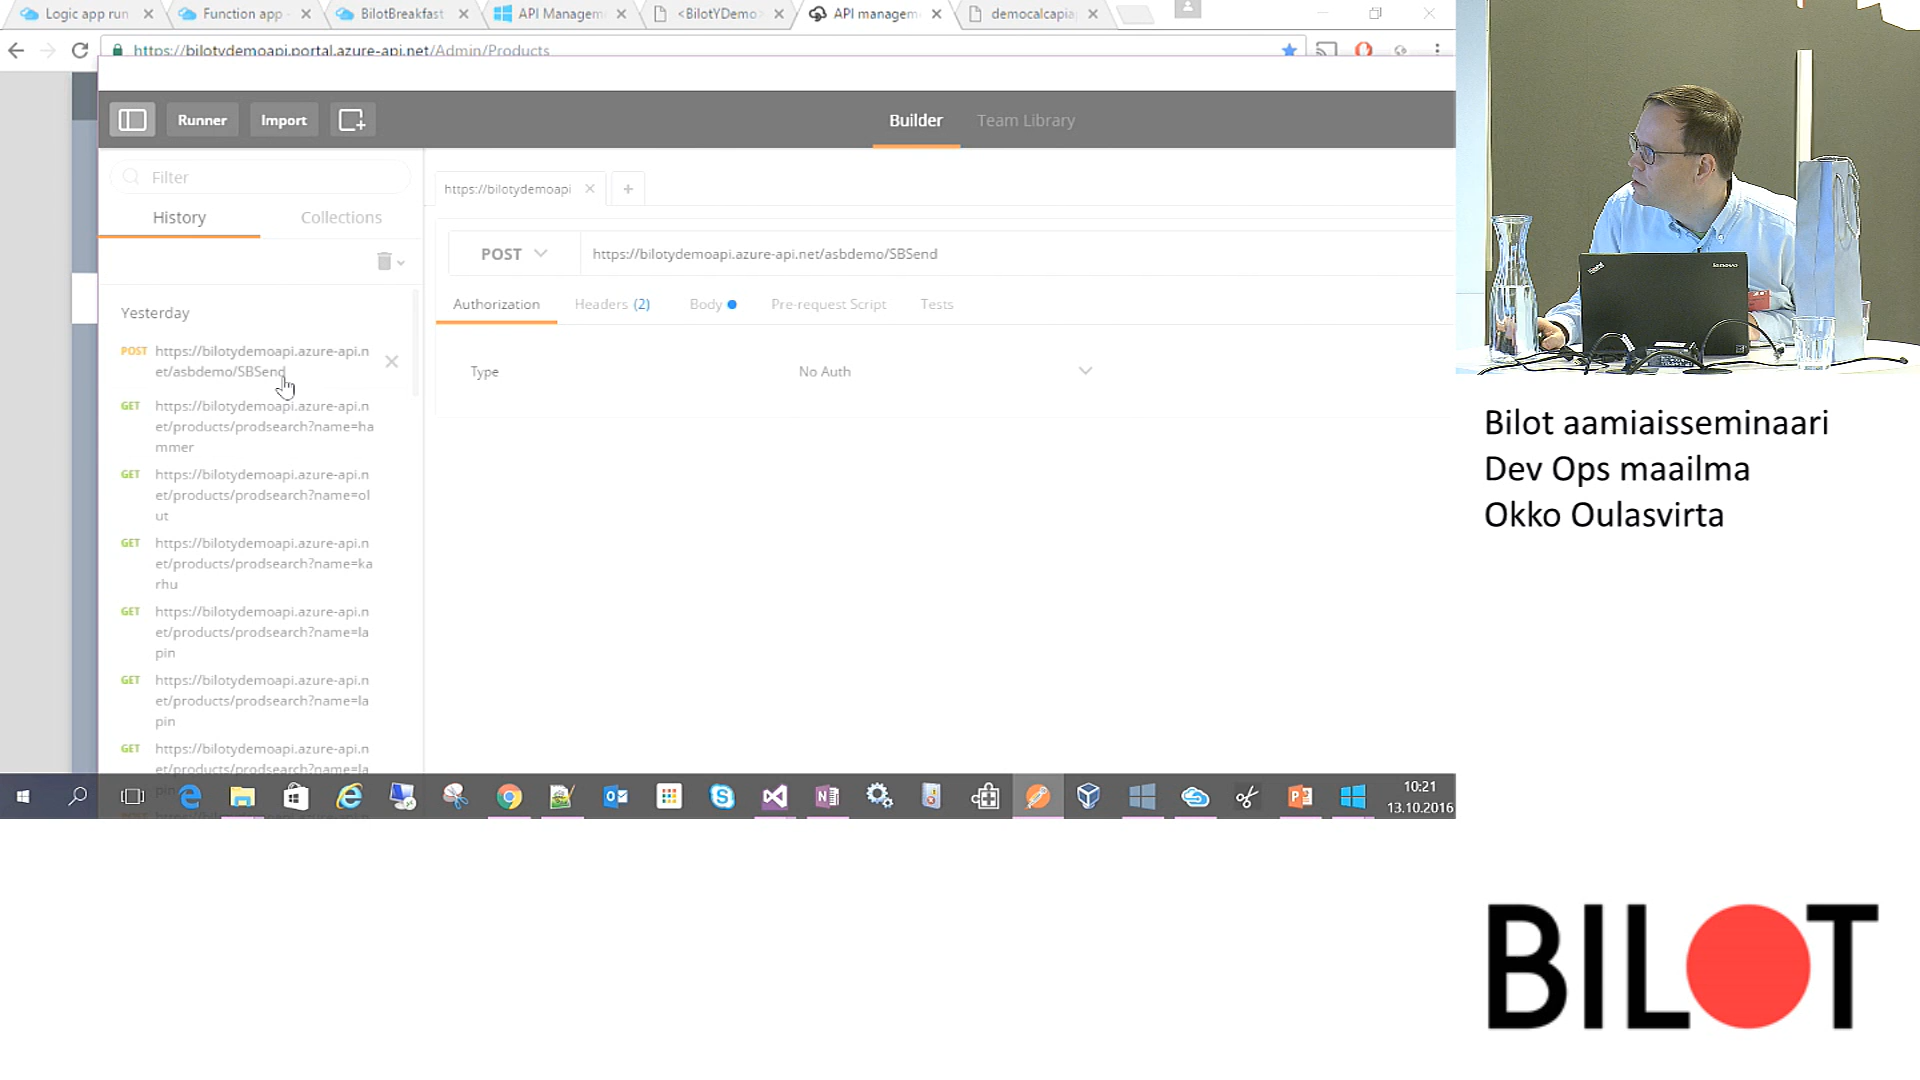 Logic app run
Function app
BilotBreakfast
API Managem
<BilotYDemo
API managem
democalcapia
https://bilotydemoapi.portal.azure-api.net/Admin/Products
Runner
Import
Builder
Team Library
Filter
History
Collections
https://bilotydemoapi
POST
https://bilotydemoapi.azure-api.net/asbdemo/SBSend
Authorization
Headers (2)
Body
Pre-request Script
Tests
Type
No Auth
Yesterday
POST https://bilotydemoapi.azure-api.n
et/asbdemo/SBSend
GET https://bilotydemoapi.azure-api.n
et/products/prodsearch?name=ha
mmer
GET https://bilotydemoapi.azure-api.n
et/products/prodsearch?name=ol
ut
GET https://bilotydemoapi.azure-api.n
et/products/prodsearch?name=ka
rhu
GET https://bilotydemoapi.azure-api.n
et/products/prodsearch?name=la
pin
GET https://bilotydemoapi.azure-api.n
et/products/prodsearch?name=la
pin
GET https://bilotydemoapi.azure-api.n
et/products/prodsearch?name=la
10:21
13.10.2016
lenovo
Bilot aamiaisseminaari
Dev Ops maailma
Okko Oulasvirta
BILOT